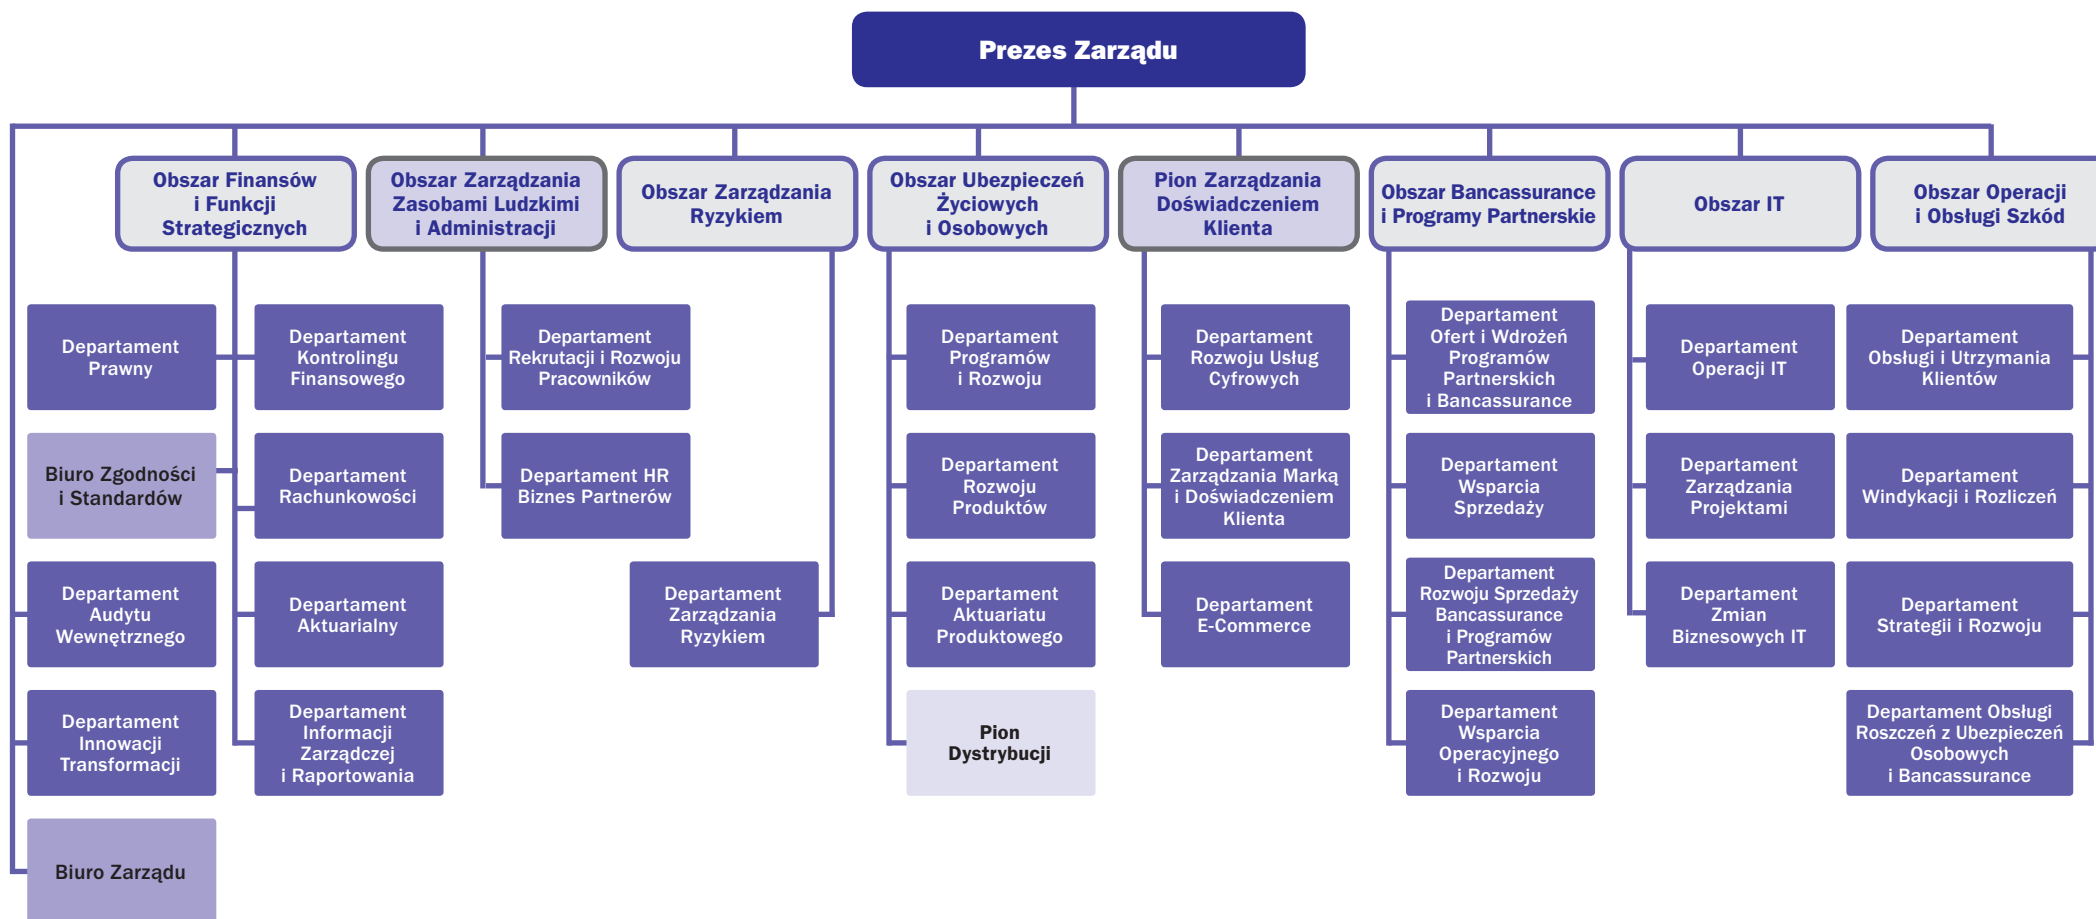 Prezes Zarządu
Obszar Finansów
i Funkcji
Strategicznych
Obszar Zarządzania
Zasobami Ludzkimi
i Administracji
Obszar Zarządzania
Ryzykiem
Obszar Ubezpieczeń
Życiowych
i Osobowych
Pion Zarządzania
Doświadczeniem
Klienta
Obszar Bancassurance
i Programy Partnerskie
Obszar IT
Obszar Operacji
i Obsługi Szkód
Departament
Prawny
Biuro Zgodności
i Standardów
Departament
Audytu
Wewnętrznego
Departament
Innowacji
Transformacji
Biuro Zarządu
Departament
Kontrolingu
Finansowego
Departament
Rachunkowości
Departament
Aktuarialny
Departament
Informacji
Zarządczej
i Raportowania
Departament
Rekrutacji i Rozwoju
Pracowników
Departament HR
Biznes Partnerów
Departament
Zarządzania
Ryzykiem
Departament
Programów
i Rozwoju
Departament
Rozwoju
Produktów
Departament
Aktuariatu
Produktowego
Pion
Dystrybucji
Departament
Rozwoju Usług
Cyfrowych
Departament
Zarządzania Marką
i Doświadczeniem
Klienta
Departament
E-Commerce
Departament
Ofert i Wdrożeń
Programów
Partnerskich
i Bancassurance
Departament
Wsparcia
Sprzedaży
Departament
Rozwoju Sprzedaży
Bancassurance
i Programów
Partnerskich
Departament
Wsparcia
Operacyjnego
i Rozwoju
Departament
Operacji IT
Departament
Zarządzania
Projektami
Departament
Zmian
Biznesowych IT
Departament
Obsługi i Utrzymania
Klientów
Departament
Windykacji i Rozliczeń
Departament
Strategii i Rozwoju
Departament Obsługi
Roszczeń z Ubezpieczeń
Osobowych
i Bancassurance